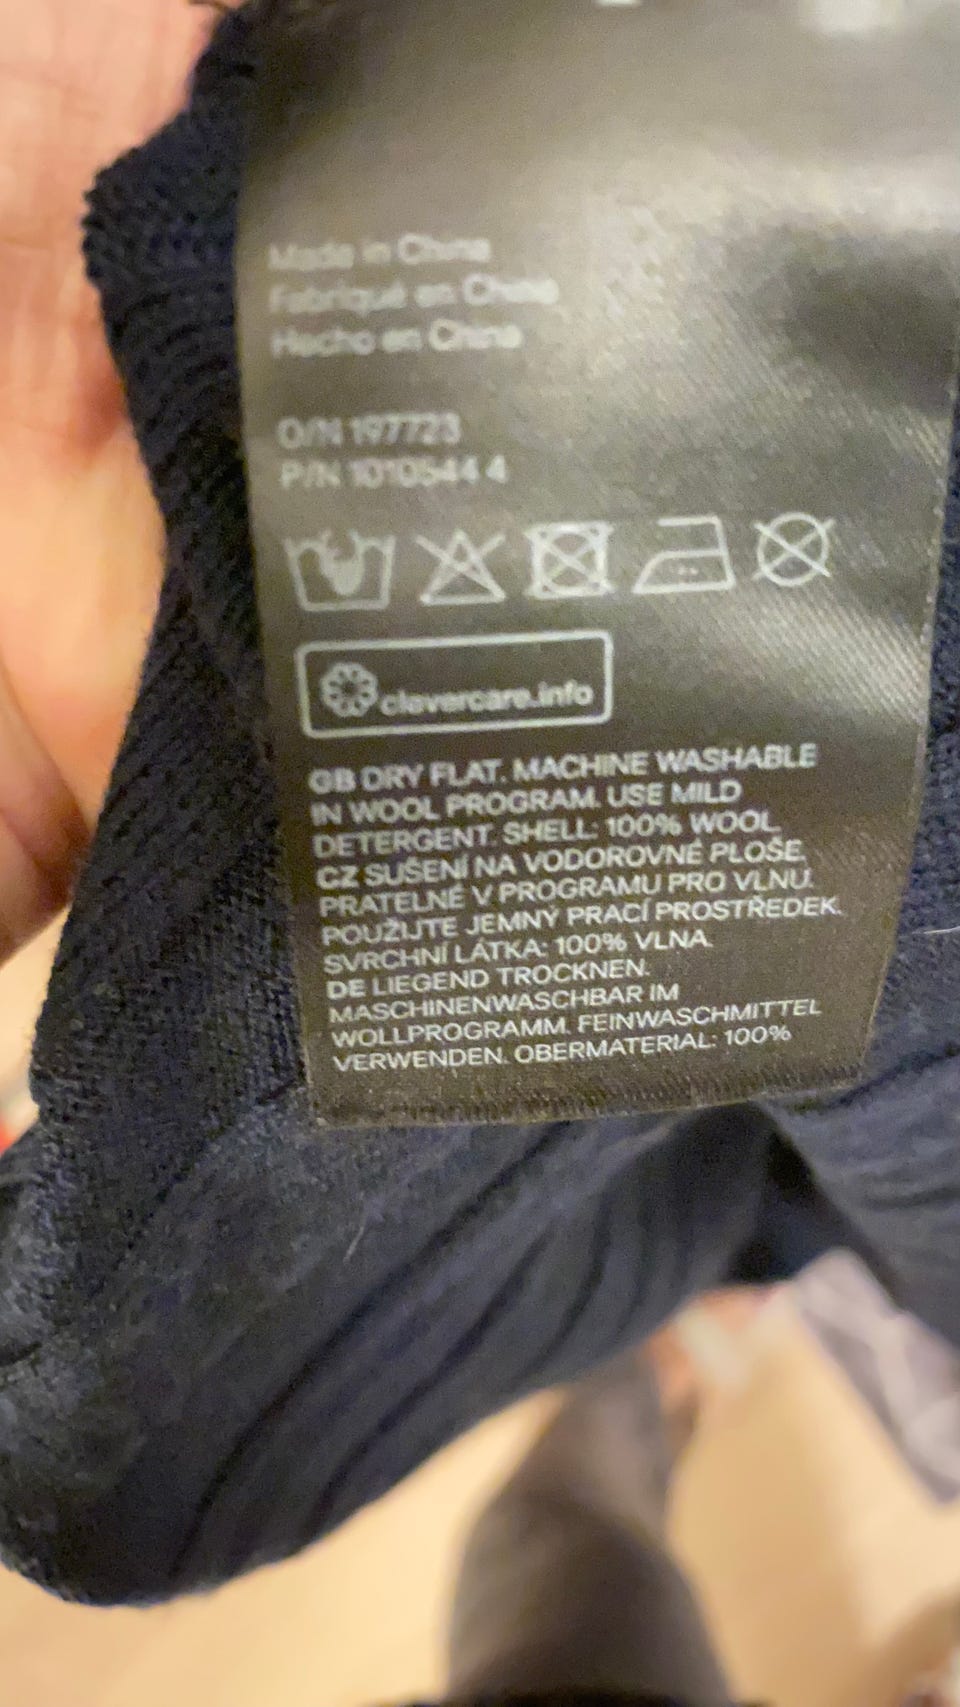 Made in China
Fabriqué en Chine
Hecho en China
O/N 197723
P/N 1010544 4
clevercare.info
GB DRY FLAT. MACHINE WASHABLE
IN WOOL PROGRAM. USE MILD
DETERGENT. SHELL: 100% WOOL
CZ SUŠENÍ NA VODOROVNÉ PLOŠE.
PRATELNÉ V PROGRAMU PRO VLNU.
POUŽIJTE JEMNÝ PRACÍ PROSTŘEDEK.
SVRCHNÍ LÁTKA: 100% VLNA
DE LIEGEND TROCKNEN.
MASCHINENWASCHBAR IM
WOLLPROGRAMM. FEINWASCHMITTEL
VERWENDEN. OBERMATERIAL: 100%